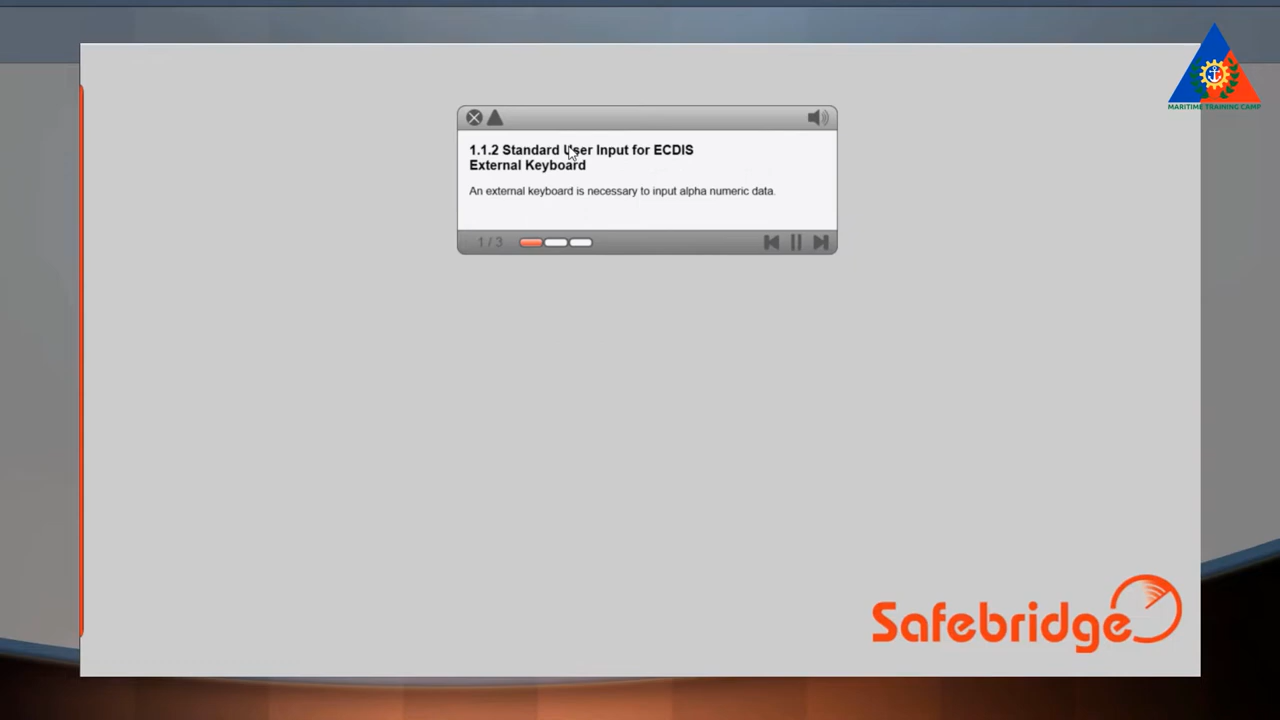 MARITIME TRAINING CAMP
1.1.2 Standard User Input for ECDIS
External Keyboard
An external keyboard is necessary to input alpha numeric data.
1 / 3
Safebridge